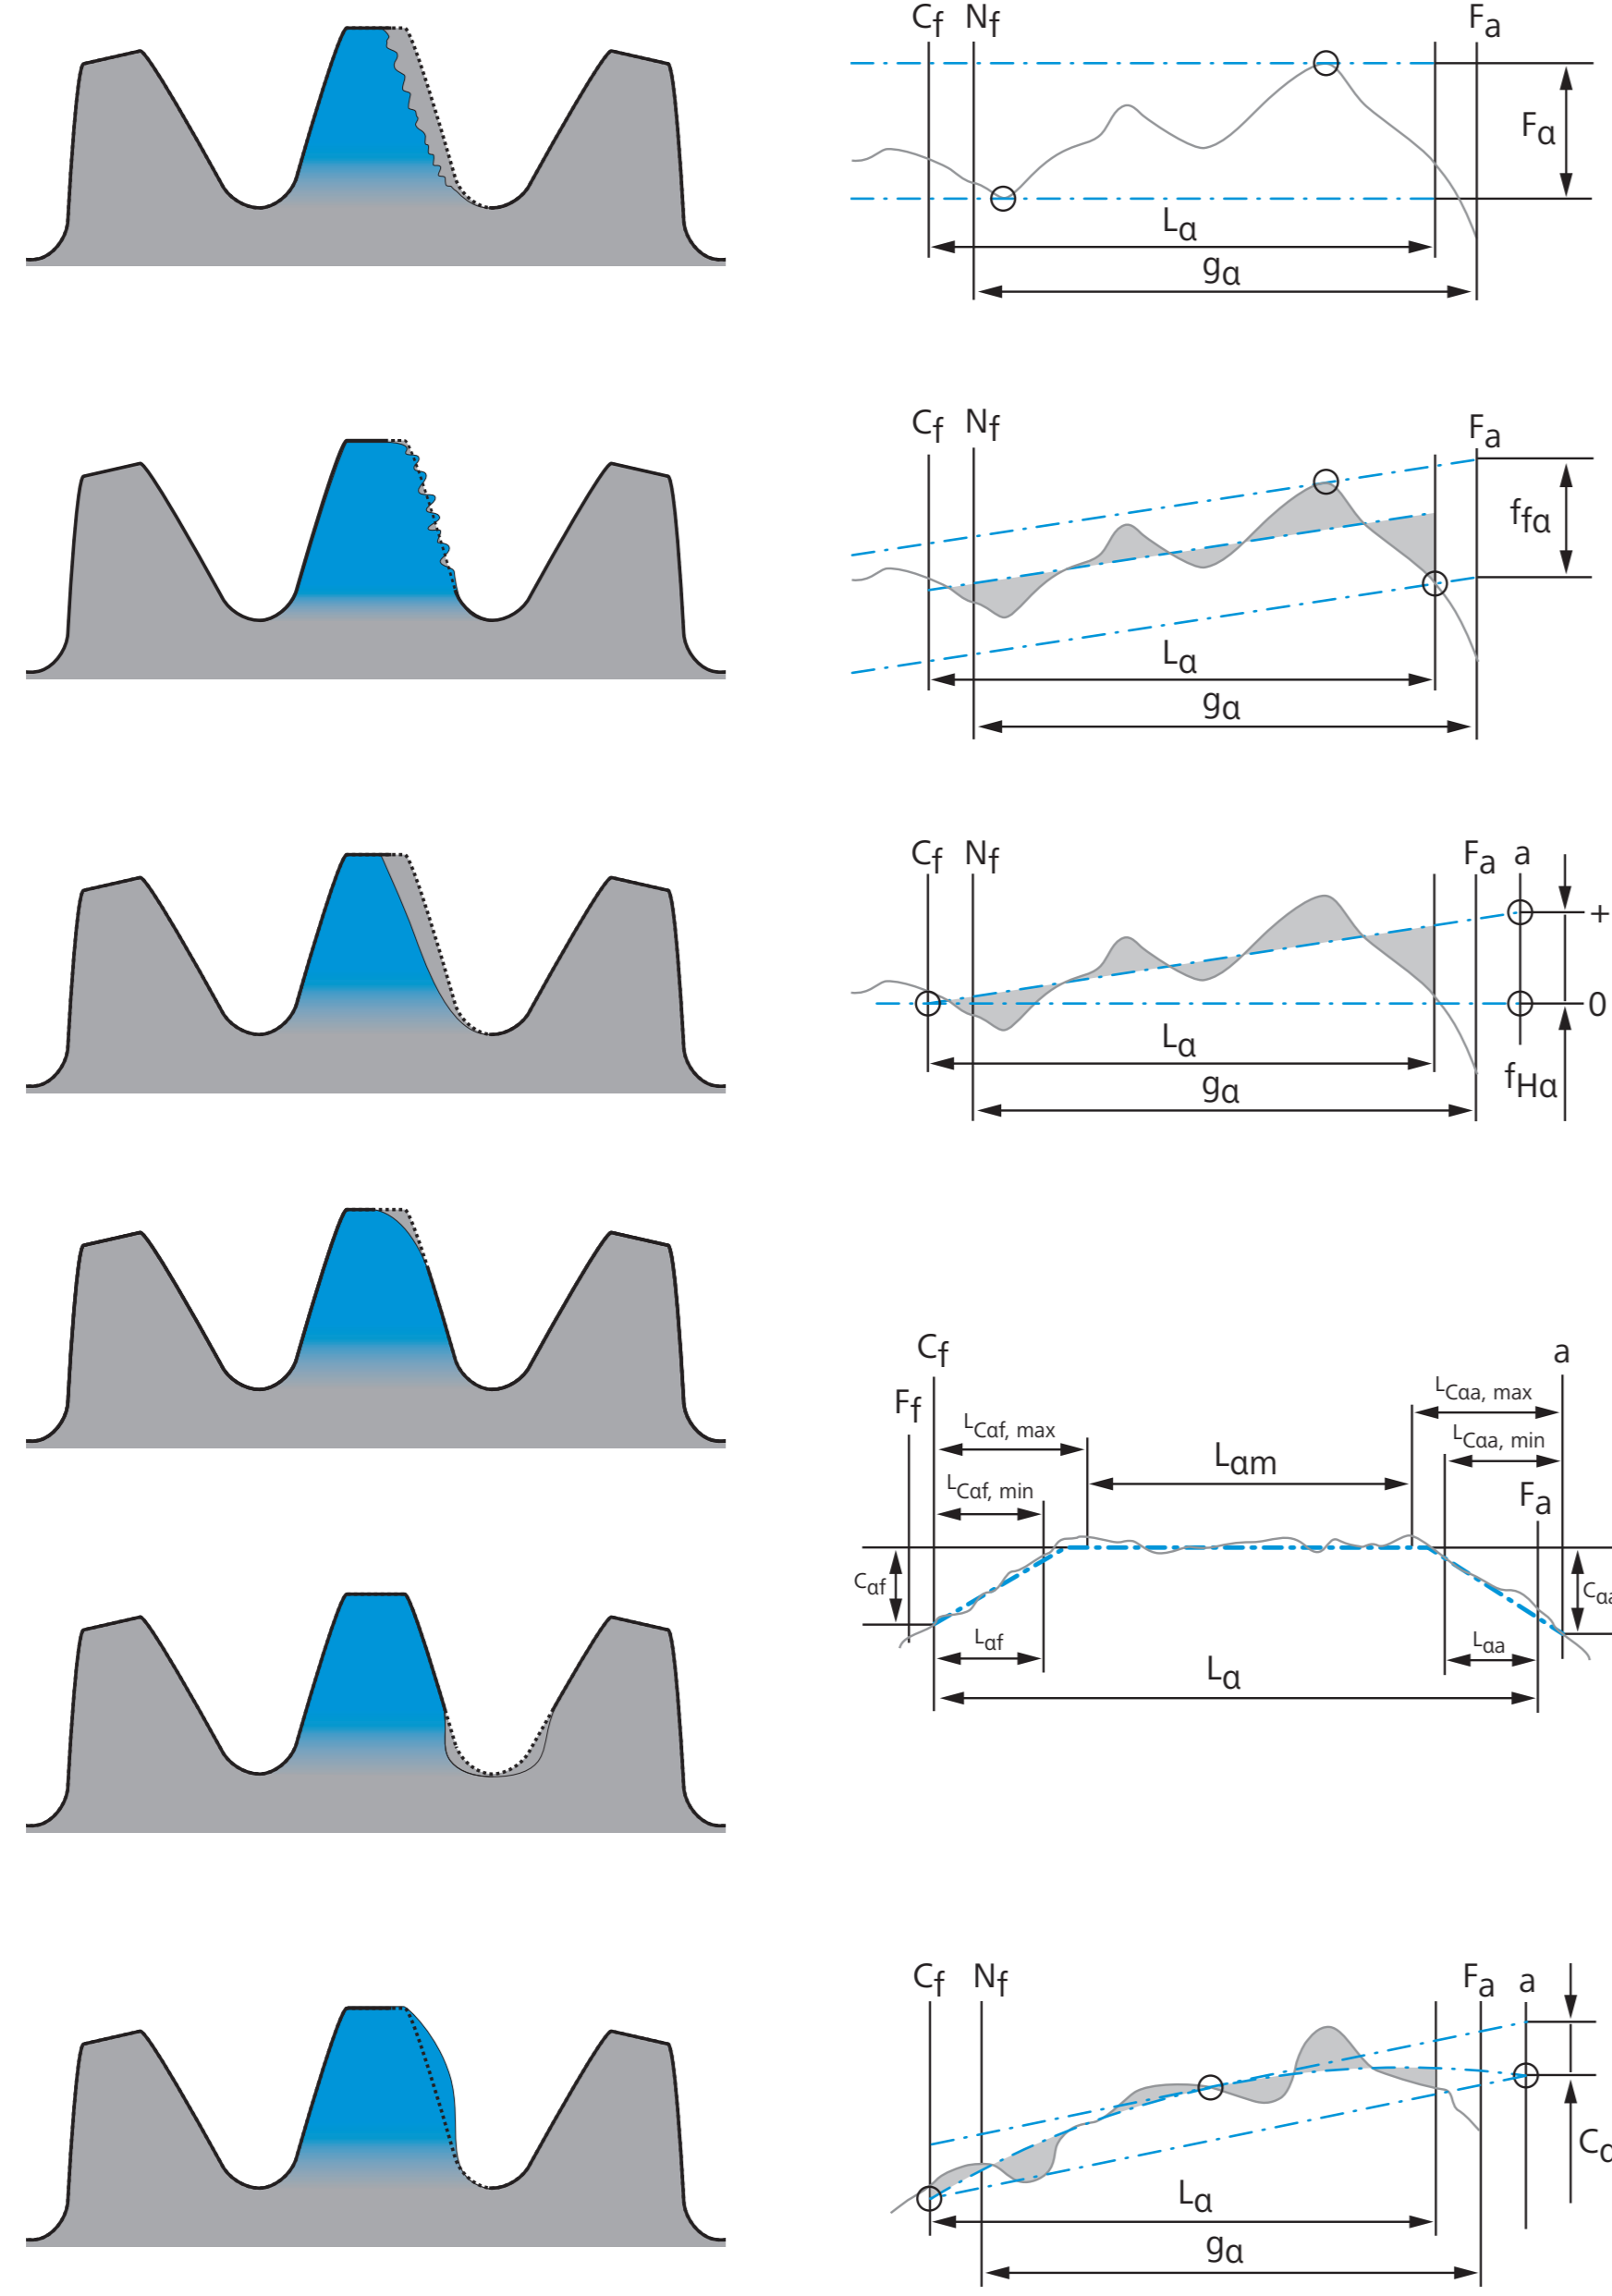 Cf Nf Fa
Fα
Lα
gα
Cf Nf Fa
ffα
Lα
gα
Cf Nf Fa a
+
0
Lα
fHα
gα
Cf a
LCαa, max
Ff
LCαf, max
LCαa, min
Lαm
LCαf, min
Fa
Cαf
Lαf
Lαa
Lα
Cf Nf Fa a
Lα
gα